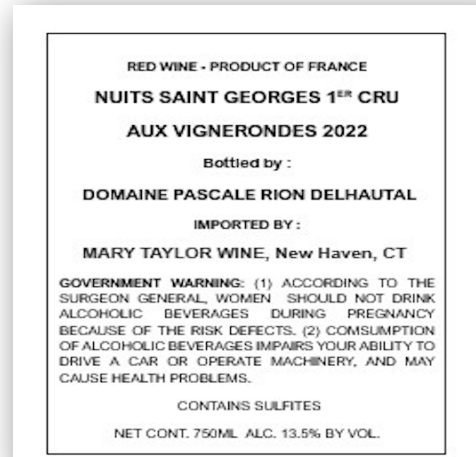 RED WINE - PRODUCT OF FRANCE
NUITS SAINT GEORGES 1ER CRU
AUX VIGNERONDES 2022
Bottled by :
DOMAINE PASCALE RION DELHAUTAL
IMPORTED BY :
MARY TAYLOR WINE, New Haven, CT
GOVERNMENT WARNING: (1) ACCORDING TO THE
SURGEON GENERAL, WOMEN SHOULD NOT DRINK
ALCOHOLIC BEVERAGES DURING PREGNANCY
BECAUSE OF THE RISK DEFECTS. (2) COMSUMPTION
OF ALCOHOLIC BEVERAGES IMPAIRS YOUR ABILITY TO
DRIVE A CAR OR OPERATE MACHINERY, AND MAY
CAUSE HEALTH PROBLEMS.
CONTAINS SULFITES
NET CONT. 750ML ALC. 13.5% BY VOL.